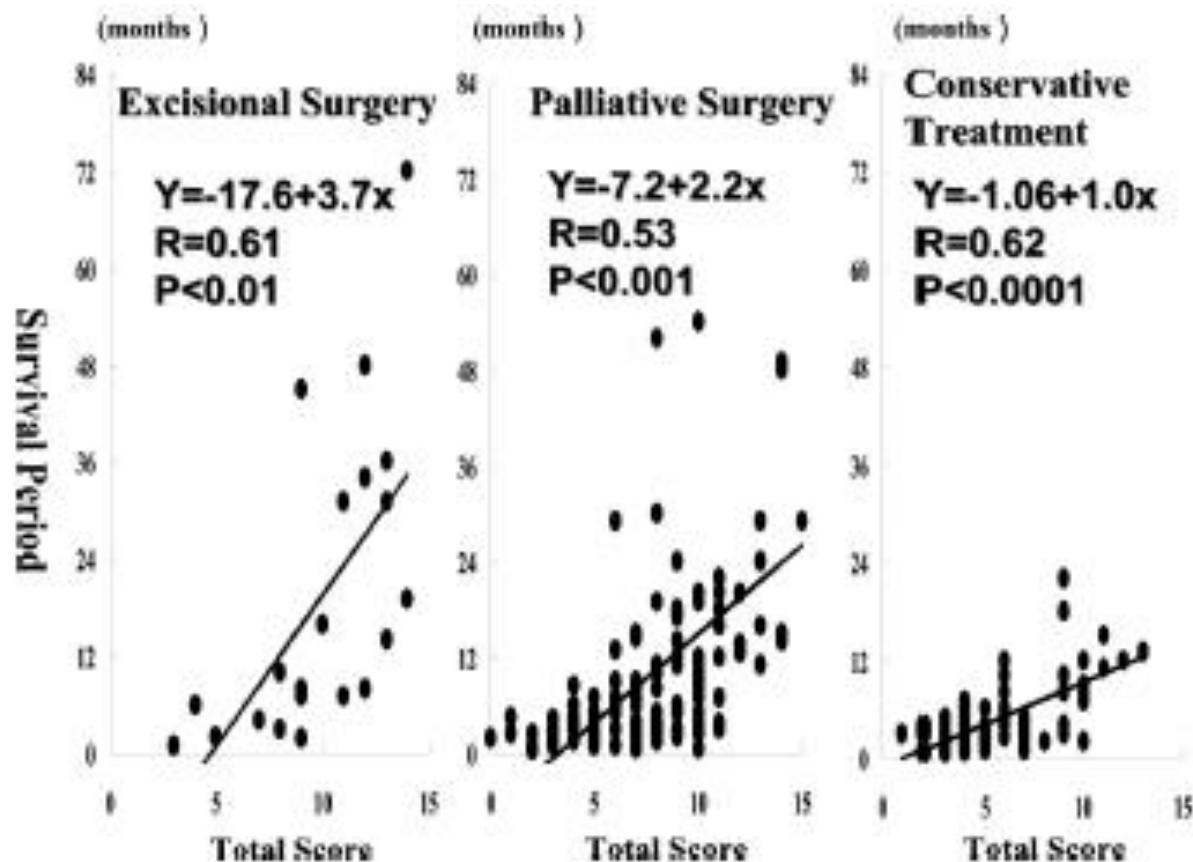 (months )
(months )
(months )
84
84
84
Excisional Surgery
Palliative Surgery
Conservative
Treatment
72
72
72
Y=-17.6+3.7x
Y=-7.2+2.2x
Y=-1.06+1.0x
R=0.61
R=0.53
R=0.62
P<0.01
P<0.001
P<0.0001
60
60
60
Survival Period
48
48
48
36
36
36
24
24
24
12
12
12
0
0
0
0 5 10 15
0 5 10 15
0 5 10 15
Total Score
Total Score
Total Score